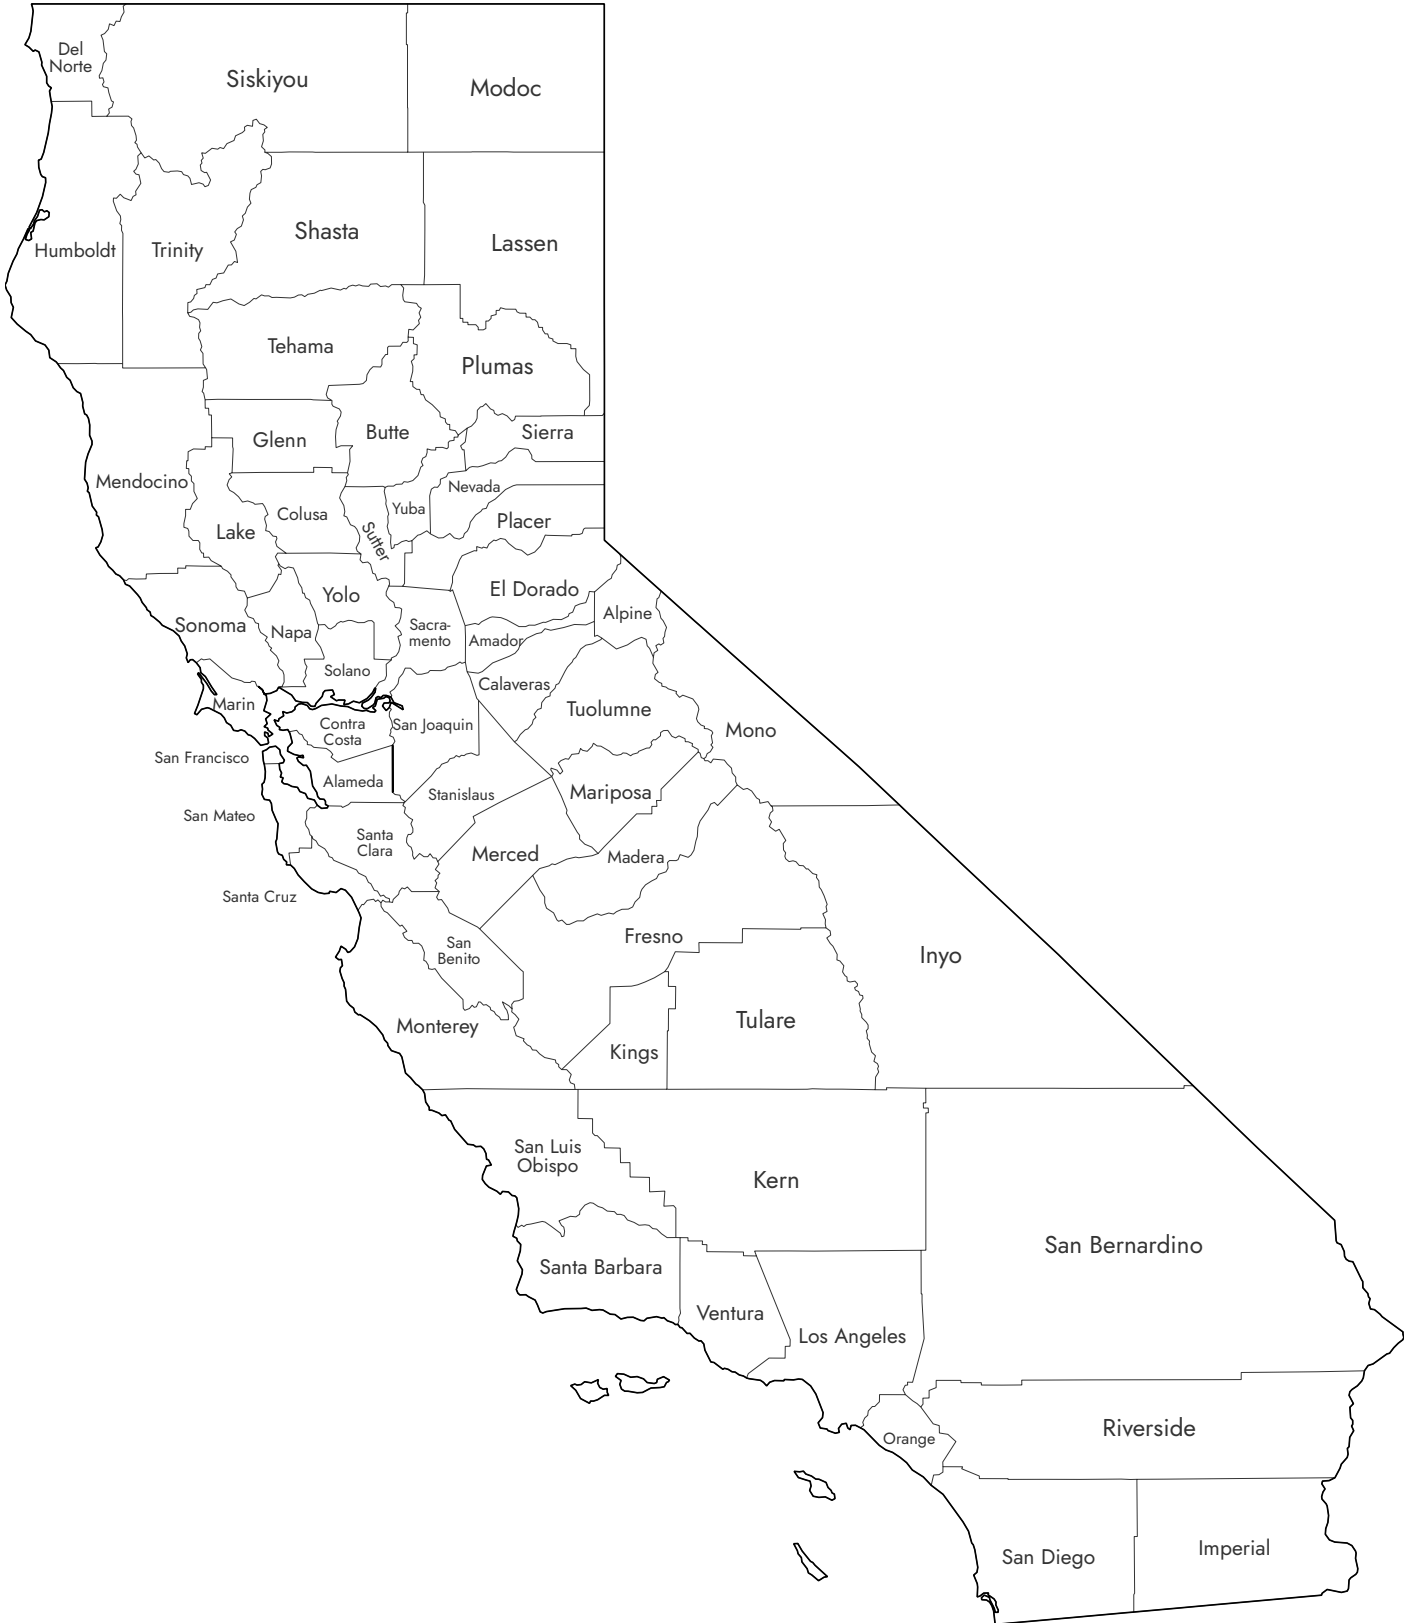 Del
Norte
Siskiyou
Modoc
Humboldt
Trinity
Shasta
Lassen
Tehama
Plumas
Glenn
Butte
Sierra
Mendocino
Lake
Colusa
Sutter
Yuba
Nevada
Placer
Sonoma
Napa
Yolo
Solano
Sacra-
mento
El Dorado
Amador
Alpine
Marin
Contra
Costa
San Joaquin
Calaveras
Tuolumne
Mono
San Francisco
Alameda
Stanislaus
Mariposa
San Mateo
Santa
Clara
Merced
Madera
Santa Cruz
San
Benito
Fresno
Inyo
Monterey
Kings
Tulare
San Luis
Obispo
Kern
San Bernardino
Santa Barbara
Ventura
Los Angeles
Orange
Riverside
San Diego
Imperial